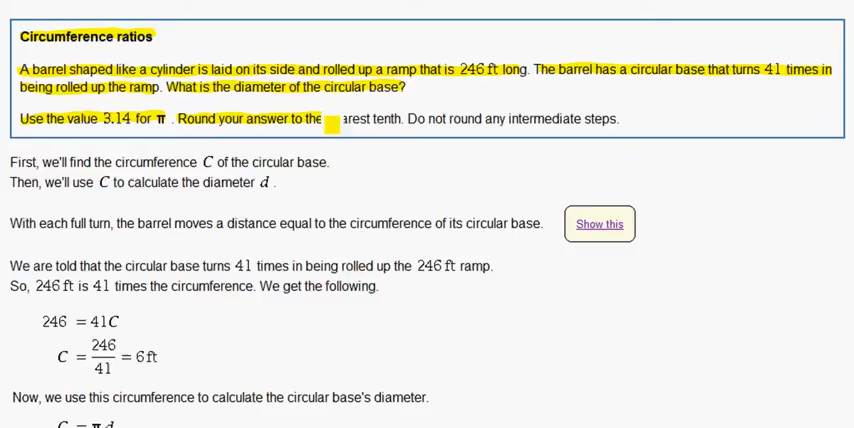 Circumference ratios
A barrel shaped like a cylinder is laid on its side and rolled up a ramp that is 246 ft long. The barrel has a circular base that turns 41 times in
being rolled up the ramp. What is the diameter of the circular base?
Use the value 3.14 for π . Round your answer to the arest tenth. Do not round any intermediate steps.
First, we'll find the circumference C of the circular base.
Then, we'll use C to calculate the diameter d .
With each full turn, the barrel moves a distance equal to the circumference of its circular base. Show this
We are told that the circular base turns 41 times in being rolled up the 246 ft ramp.
So, 246 ft is 41 times the circumference. We get the following.
246 = 41C
C = 246/41 = 6 ft
Now, we use this circumference to calculate the circular base's diameter.
C = π d